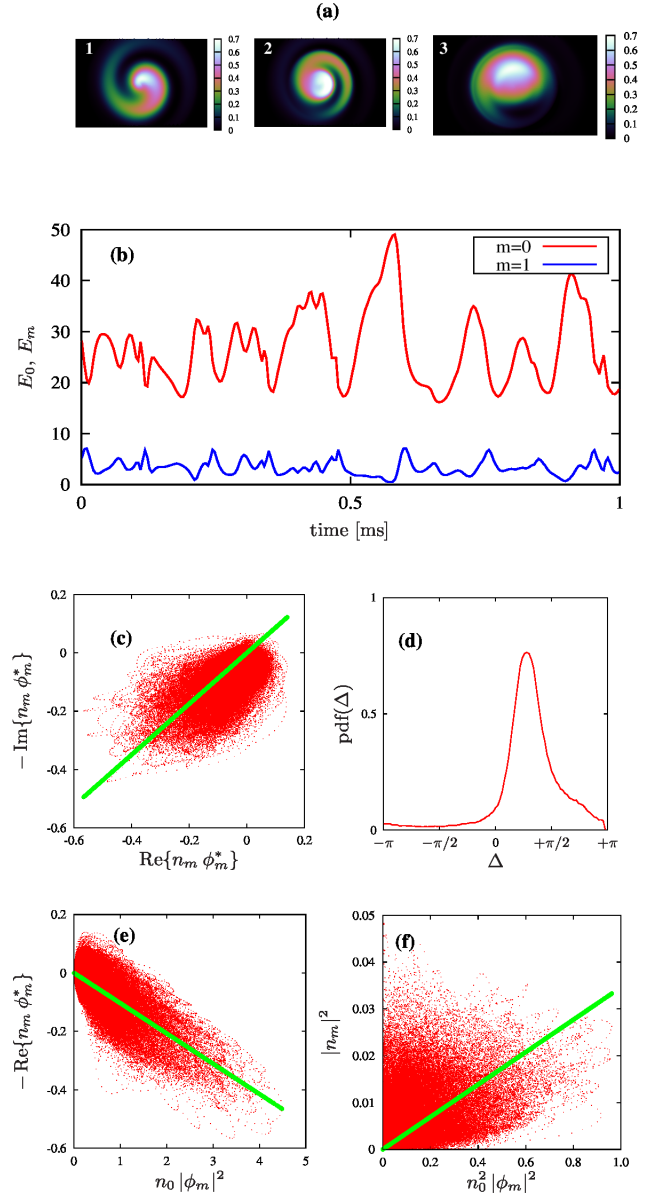 (a)
1 2 3
0.7 0.7 0.7
0.6 0.6 0.6
0.5 0.5 0.5
0.4 0.4 0.4
0.3 0.3 0.3
0.2 0.2 0.2
0.1 0.1 0.1
0 0 0
(b)
E₀, Eₘ
50
40
30
20
10
0
m=0
m=1
0 0.5 1
time [ms]
(c)
− Im{nₘ ϕₘ*}
0.2
0
-0.2
-0.4
-0.6
-0.6 -0.4 -0.2 0 0.2
Re{nₘ ϕₘ*}
(d)
pdf(Δ)
1
0.5
0
−π −π/2 0 +π/2 +π
Δ
(e)
− Re{nₘ ϕₘ*}
0.2
0
-0.2
-0.4
-0.6
0 1 2 3 4 5
n₀ |ϕₘ|²
(f)
|nₘ|²
0.05
0.04
0.03
0.02
0.01
0
0.0 0.2 0.4 0.6 0.8 1.0
n₀² |ϕₘ|²